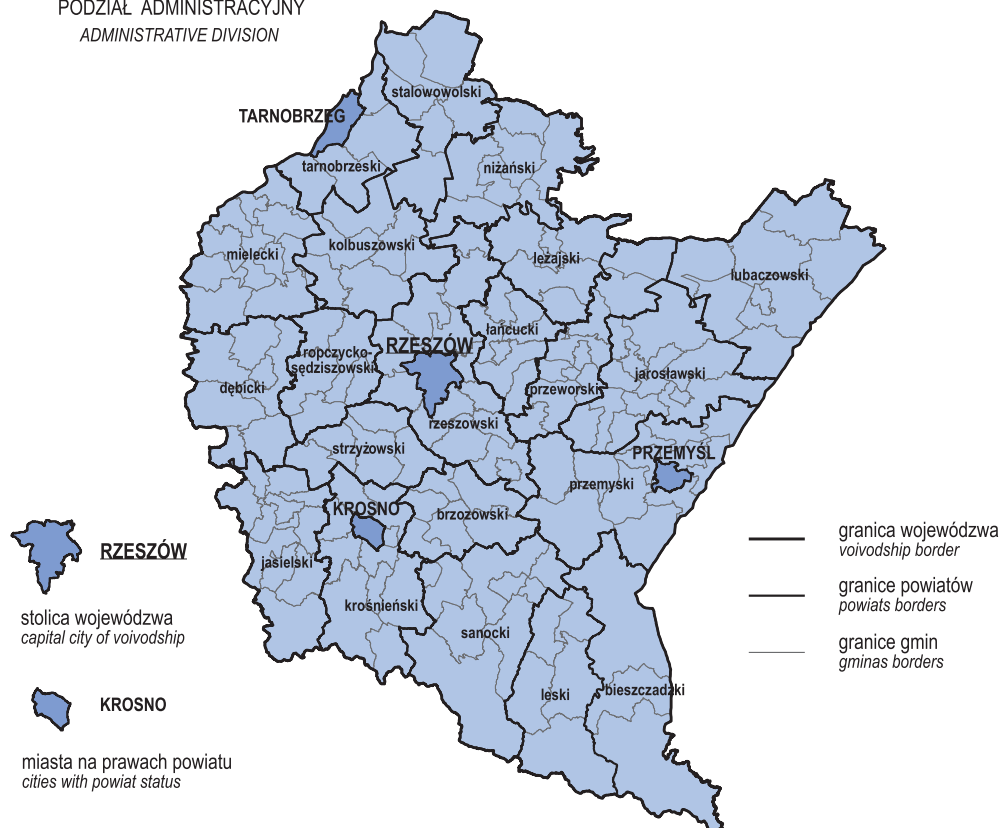 PODZIAŁ ADMINISTRACYJNY
ADMINISTRATIVE DIVISION
stalowowolski
TARNOBRZEG
tarnobrzeski
niżański
kolbuszowski
mielecki
leżajski
lubaczowski
łańcucki
RZESZÓW
ropczycko-
sędziszowski
jarosławski
dębicki
przeworski
rzeszowski
strzyżowski
PRZEMYŚL
przemyski
KROSNO
brzozowski
jasielski
krośnieński
sanocki
leski
bieszczadzki
RZESZÓW
stolica wojewódzwa
capital city of voivodship
KROSNO
miasta na prawach powiatu
cities with powiat status
granica wojewódzwa
voivodship border
granice powiatów
powiats borders
granice gmin
gminas borders